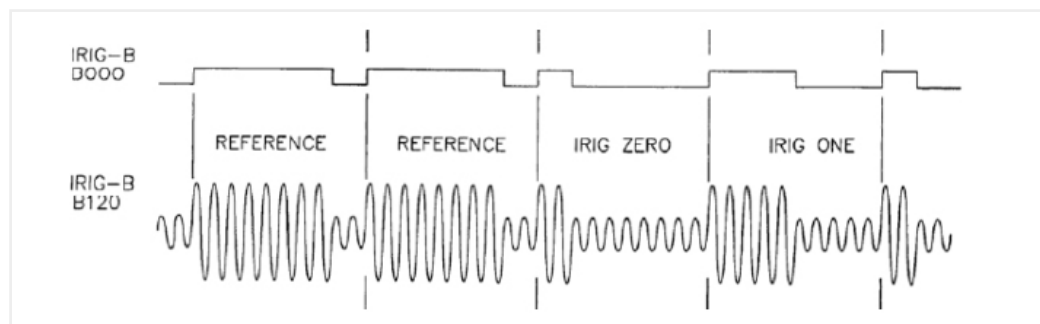 IRIG-B
B000
REFERENCE REFERENCE IRIG ZERO IRIG ONE
IRIG-B
B120